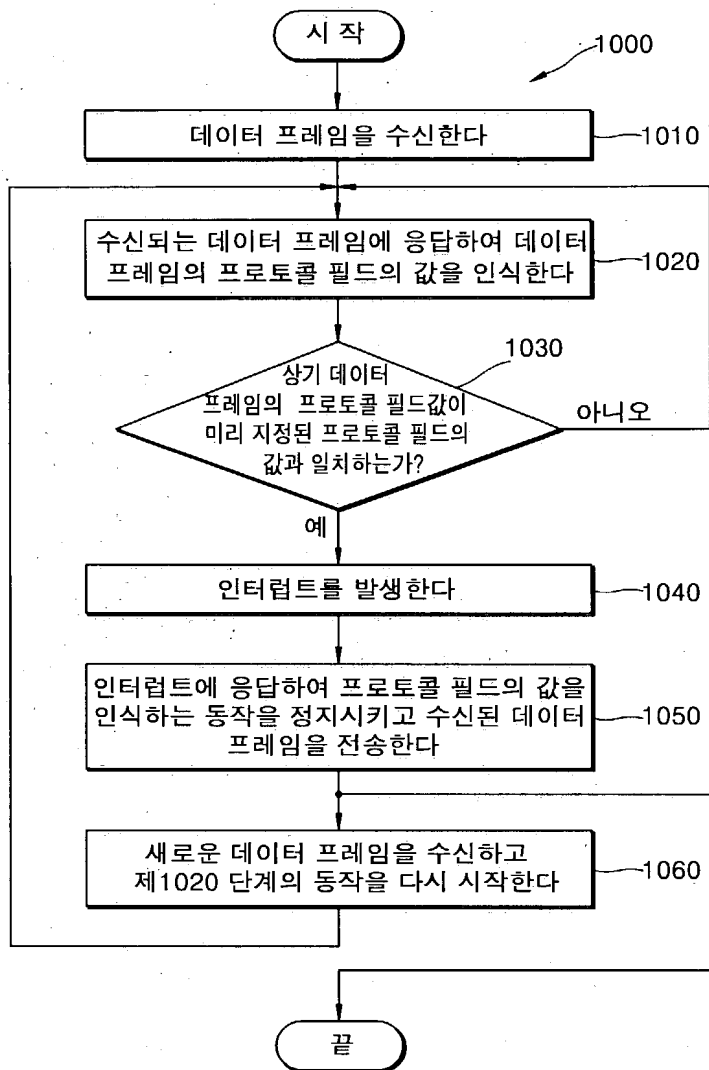 시 작
1000
데이터 프레임을 수신한다
1010
수신되는 데이터 프레임에 응답하여 데이터
프레임의 프로토콜 필드의 값을 인식한다
1020
1030
상기 데이터
프레임의 프로토콜 필드값이
미리 지정된 프로토콜 필드의
값과 일치하는가?
아니오
예
인터럽트를 발생한다
1040
인터럽트에 응답하여 프로토콜 필드의 값을
인식하는 동작을 정지시키고 수신된 데이터
프레임을 전송한다
1050
새로운 데이터 프레임을 수신하고
제1020 단계의 동작을 다시 시작한다
1060
끝